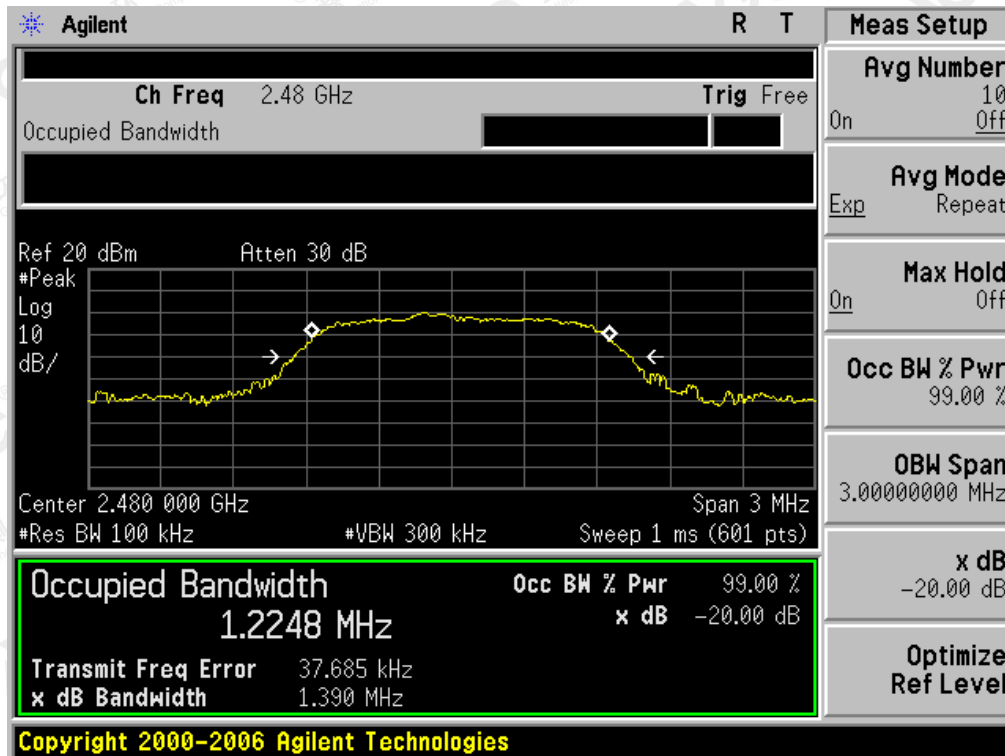 Agilent R T
Ch Freq 2.48 GHz Trig Free
Occupied Bandwidth
Ref 20 dBm Atten 30 dB
#Peak
Log
10
dB/
Center 2.480 000 GHz Span 3 MHz
#Res BW 100 kHz #VBW 300 kHz Sweep 1 ms (601 pts)
Occupied Bandwidth
1.2248 MHz
Occ BW % Pwr 99.00 %
x dB -20.00 dB
Transmit Freq Error 37.685 kHz
x dB Bandwidth 1.390 MHz
Copyright 2000-2006 Agilent Technologies
Meas Setup
Avg Number
10
On Off
Avg Mode
Exp Repeat
Max Hold
On Off
Occ BW % Pwr
99.00 %
OBW Span
3.00000000 MHz
x dB
-20.00 dB
Optimize
Ref Level